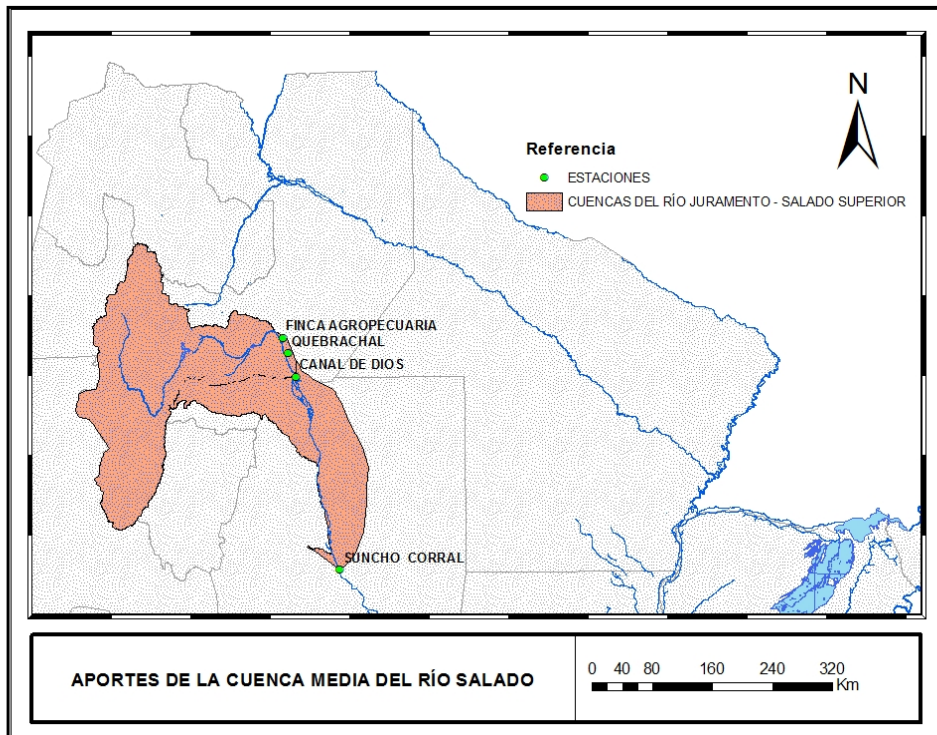 N
Referencia
ESTACIONES
CUENCAS DEL RÍO JURAMENTO - SALADO SUPERIOR
FINCA AGROPECUARIA
QUEBRACHAL
CANAL DE DIOS
SUNCHO CORRAL
APORTES DE LA CUENCA MEDIA DEL RÍO SALADO
0 40 80 160 240 320
Km